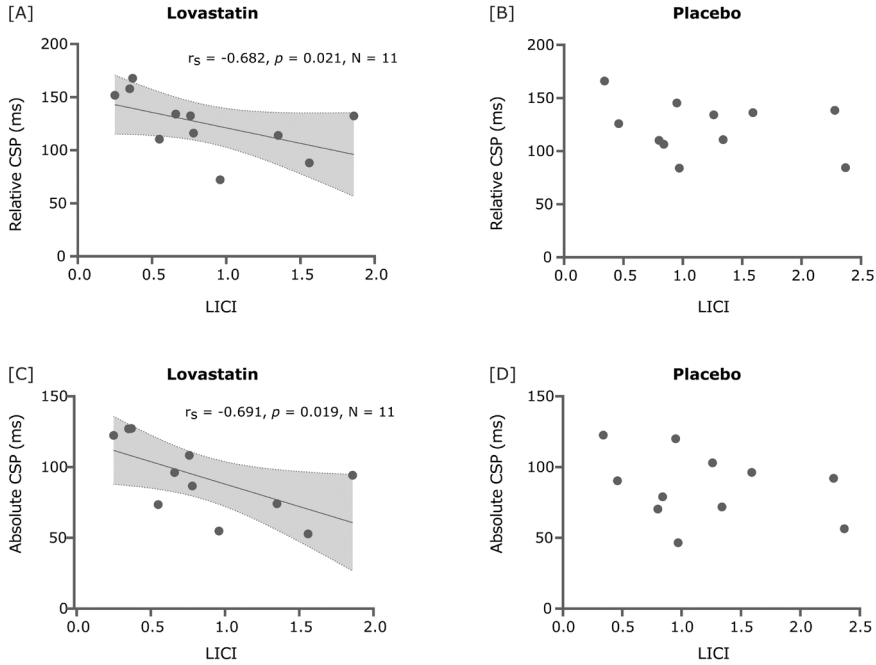 [A] Lovastatin
rs = -0.682, p = 0.021, N = 11
Relative CSP (ms)
200
150
100
50
0
0.0 0.5 1.0 1.5 2.0
LICI
[B] Placebo
Relative CSP (ms)
200
150
100
50
0
0.0 0.5 1.0 1.5 2.0 2.5
LICI
[C] Lovastatin
rs = -0.691, p = 0.019, N = 11
Absolute CSP (ms)
150
100
50
0
0.0 0.5 1.0 1.5 2.0
LICI
[D] Placebo
Absolute CSP (ms)
150
100
50
0
0.0 0.5 1.0 1.5 2.0 2.5
LICI